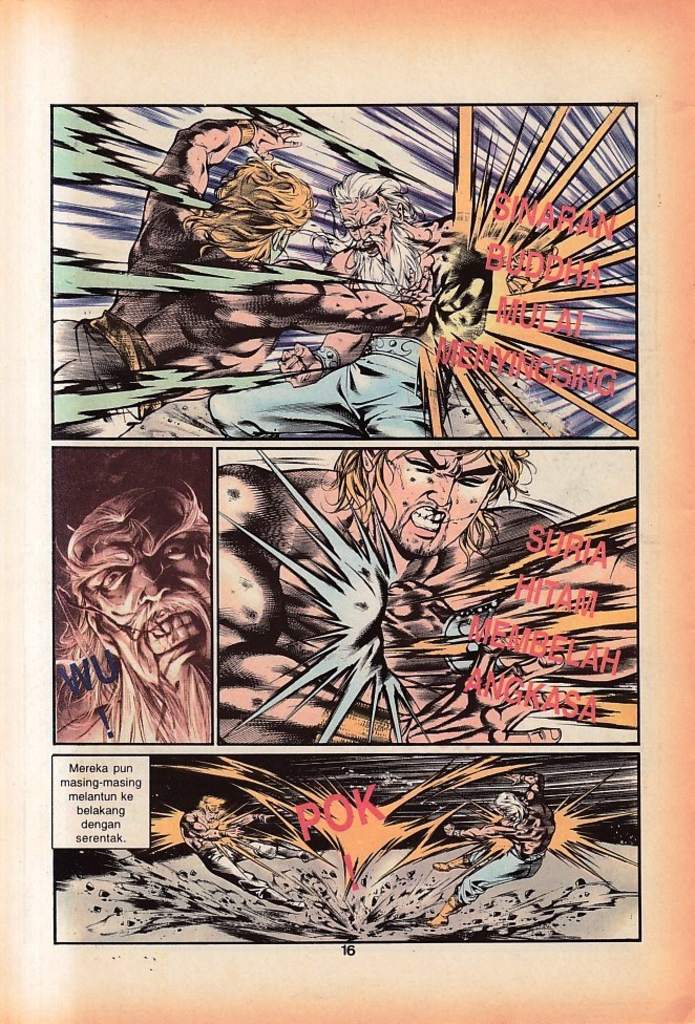 SINARAN
BUDDHA
MULAI
MENYINGSING
WU
!
SURIA
HITAM
MEMBELAH
ANGKASA
Mereka pun
masing-masing
melantun ke
belakang
dengan
serentak.
POK
!
16